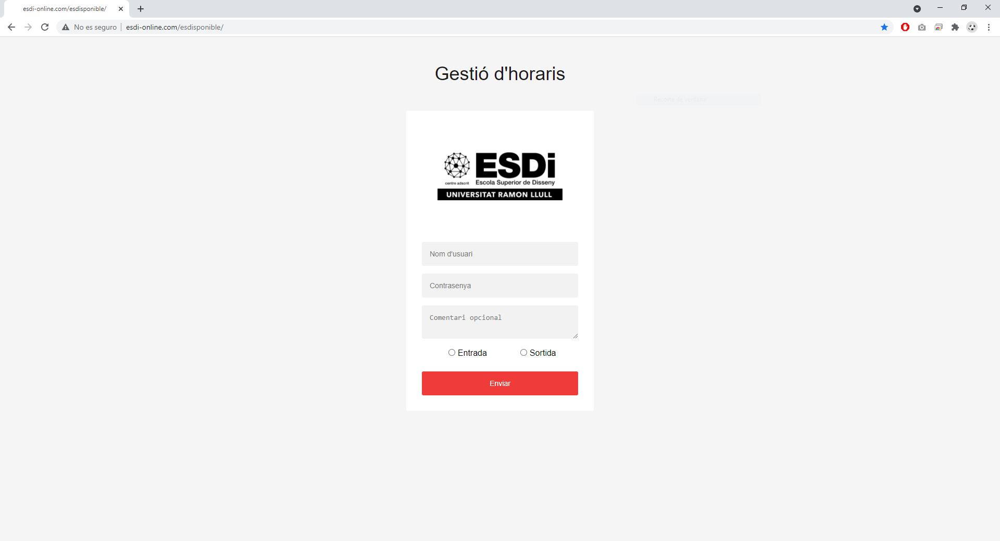 esdi-online.com/esdisponible/
No es seguro
esdi-online.com/esdisponible/
Gestió d'horaris
Recorte de ventana
ESDi
centre adscrit
Escola Superior de Disseny
UNIVERSITAT RAMON LLULL
Nom d'usuari
Contrasenya
Comentari opcional
Entrada
Sortida
Enviar